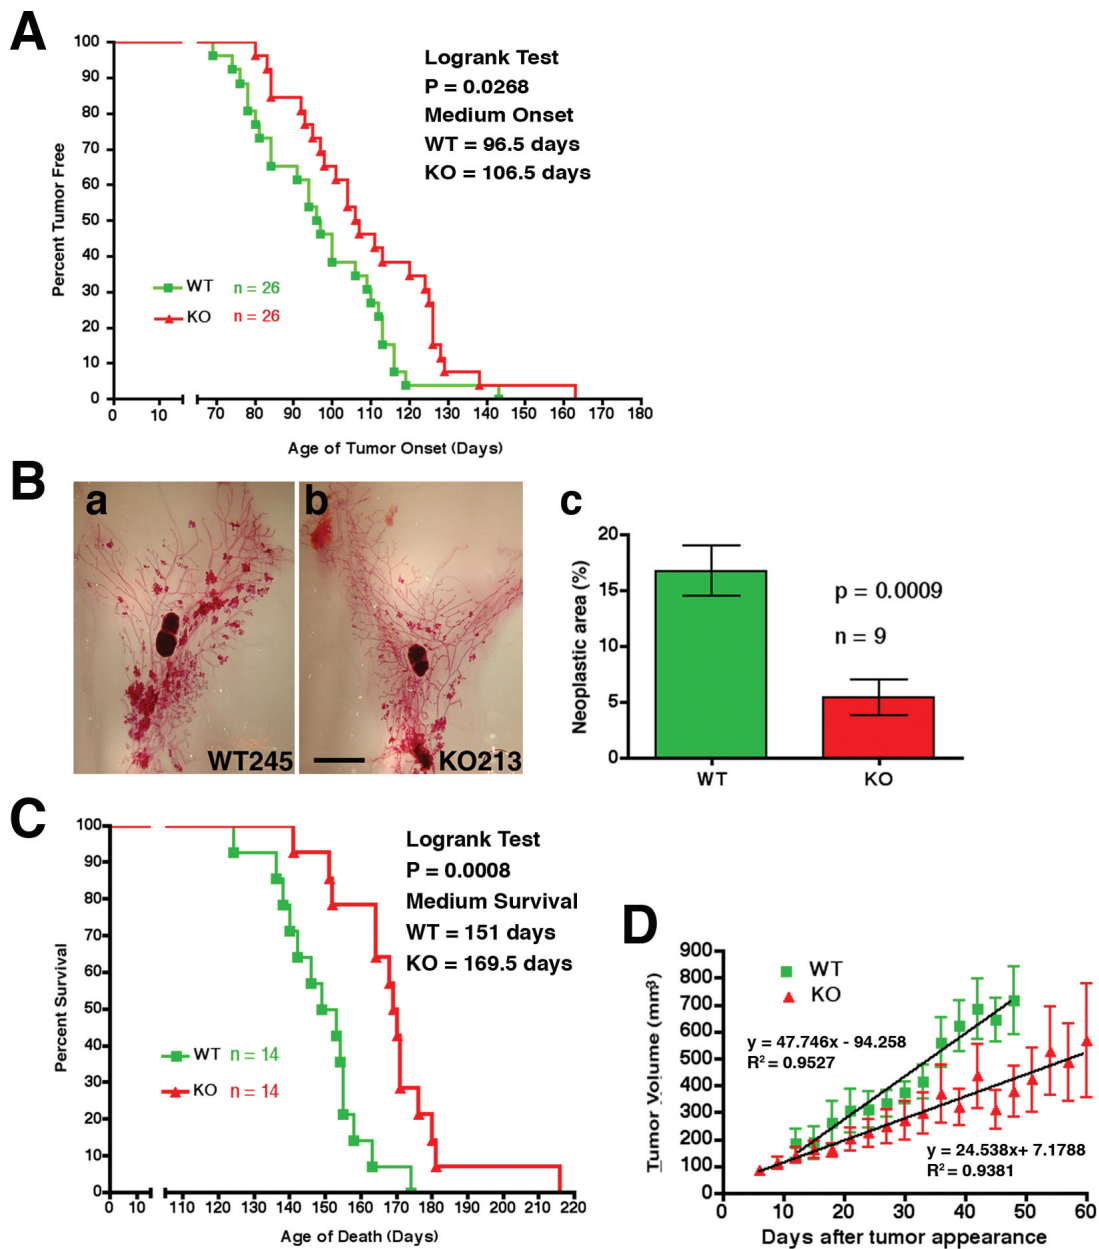 A
100
90
80
70
60
50
40
30
20
10
0
Percent Tumor Free
Logrank Test
P = 0.0268
Medium Onset
WT = 96.5 days
KO = 106.5 days
WT n = 26
KO n = 26
0 10 70 80 90 100 110 120 130 140 150 160 170 180
Age of Tumor Onset (Days)
B
a
WT245
b
KO213
c
20
15
10
5
0
Neoplastic area (%)
p = 0.0009
n = 9
WT KO
C
100
90
80
70
60
50
40
30
20
10
0
Percent Survival
Logrank Test
P = 0.0008
Medium Survival
WT = 151 days
KO = 169.5 days
WT n = 14
KO n = 14
0 10 110 120 130 140 150 160 170 180 190 200 210 220
Age of Death (Days)
D
900
800
700
600
500
400
300
200
100
0
Tumor Volume (mm³)
WT
KO
y = 47.746x - 94.258
R² = 0.9527
y = 24.538x+ 7.1788
R² = 0.9381
0 10 20 30 40 50 60
Days after tumor appearance